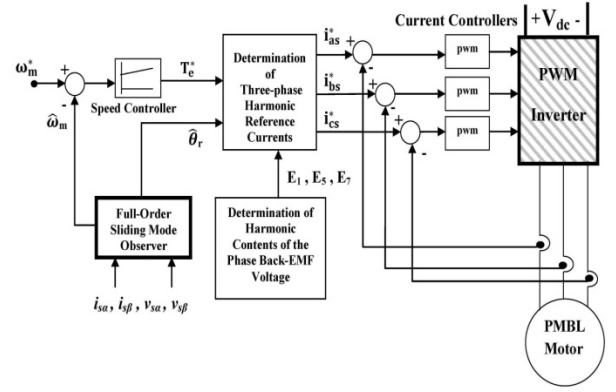 Current Controllers
+ V_dc -
ω*_m
+
-
Speed Controller
T*_e
ω̂_m
θ̂_r
Determination
of
Three-phase
Harmonic
Reference
Currents
i*_as
i*_bs
i*_cs
+
-
+
-
+
-
pwm
pwm
pwm
PWM
Inverter
E_1 , E_5 , E_7
Full-Order
Sliding Mode
Observer
Determination of
Harmonic
Contents of the
Phase Back-EMF
Voltage
i_sα , i_sβ , v_sα , v_sβ
PMBL
Motor